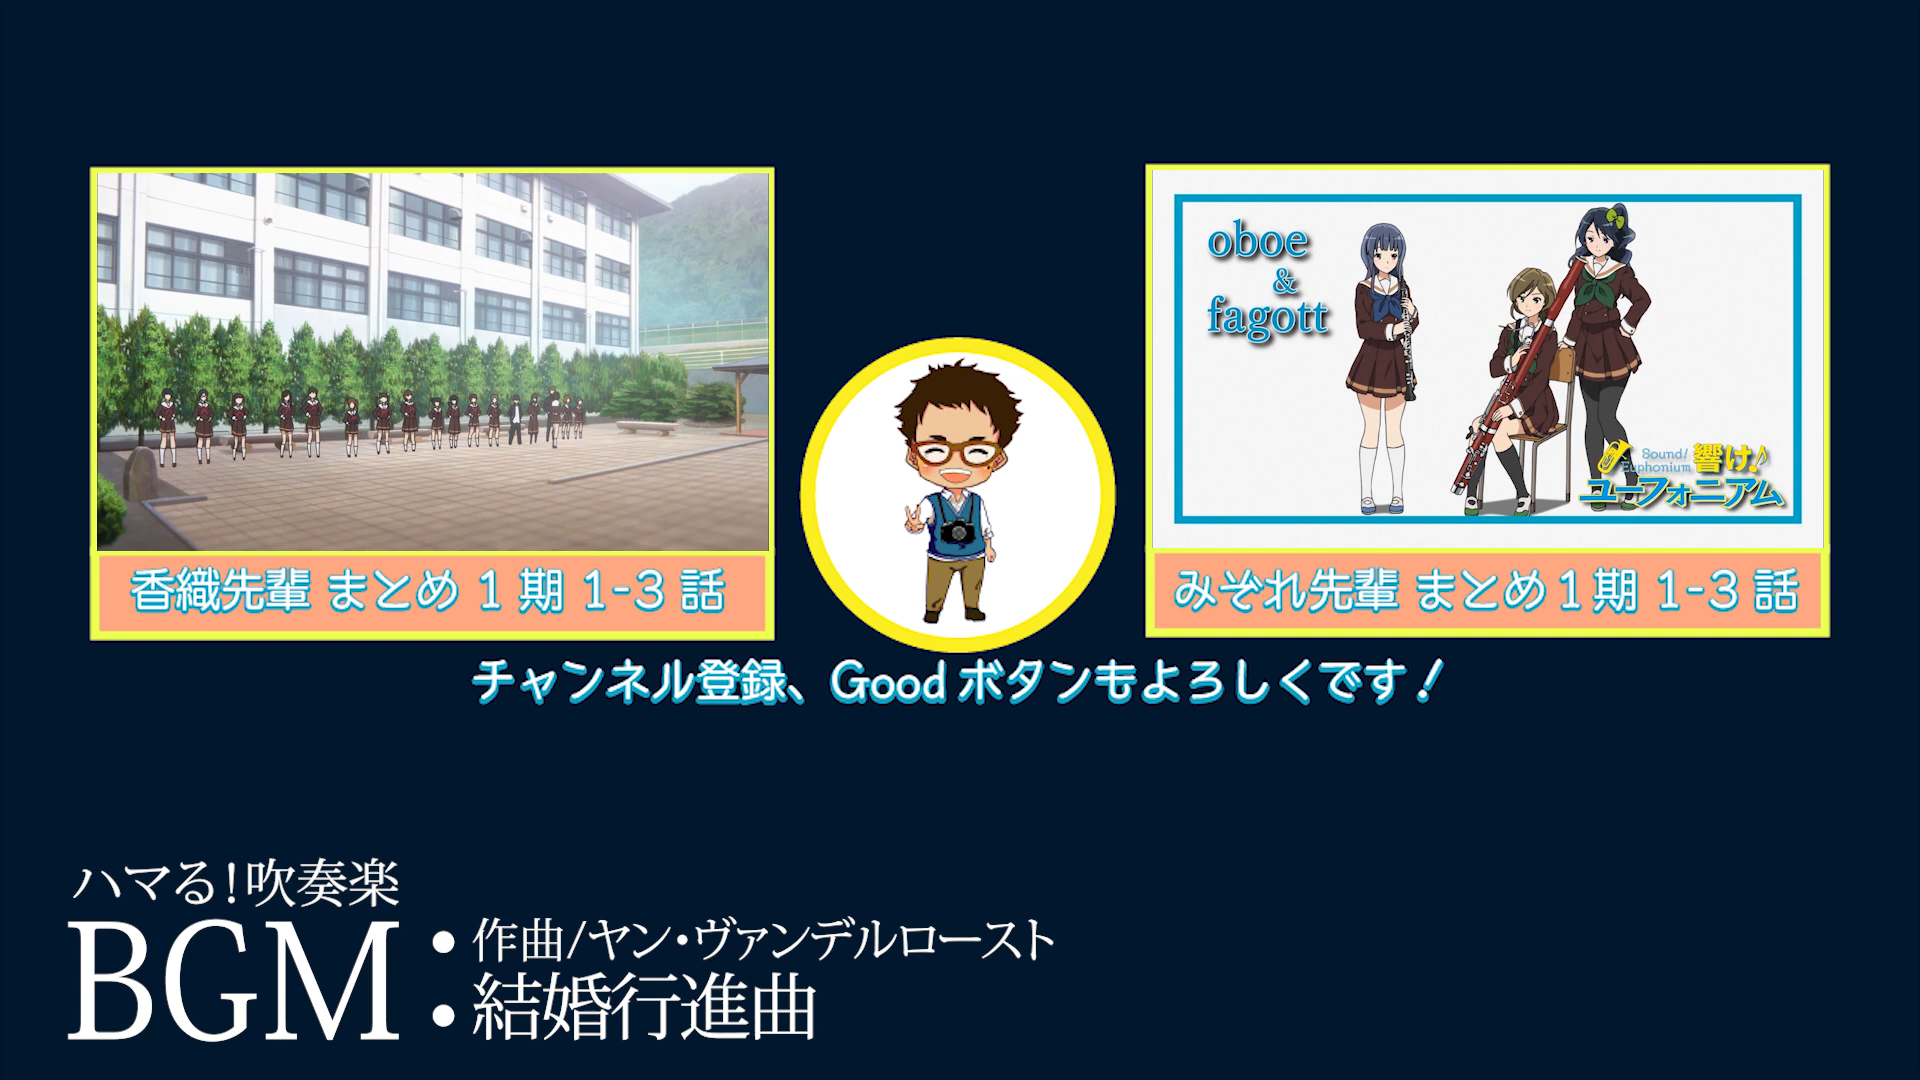 oboe
&
fagott
Sound!
Euphonium
響け♪
ユーフォニアム
香織先輩 まとめ 1 期 1-3 話
みぞれ先輩 まとめ 1 期 1-3 話
チャンネル登録、Good ボタンもよろしくです！
ハマる！吹奏楽
BGM
・作曲/ヤン・ヴァンデルロースト
・結婚行進曲